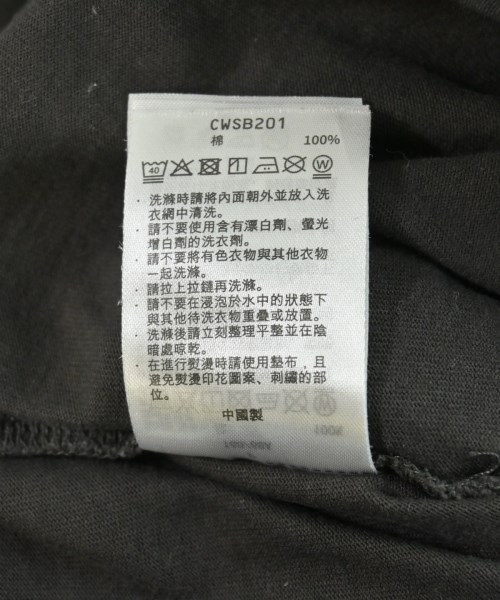 CWSB201
棉 100%
40 W
· 洗滌時請將內面朝外並放入洗
衣網中清洗。
· 請不要使用含有漂白劑、螢光
增白劑的洗衣劑。
· 請不要將有色衣物與其他衣物
一起洗滌。
· 請拉上拉鏈再洗滌。
· 請不要在浸泡於水中的狀態下
與其他待洗衣物重疊或放置。
· 洗滌後請立刻整理平整並在陰
暗處晾乾。
· 在進行熨燙時請使用墊布，且
避免熨燙印花圖案、刺繡的部
位。
中國製